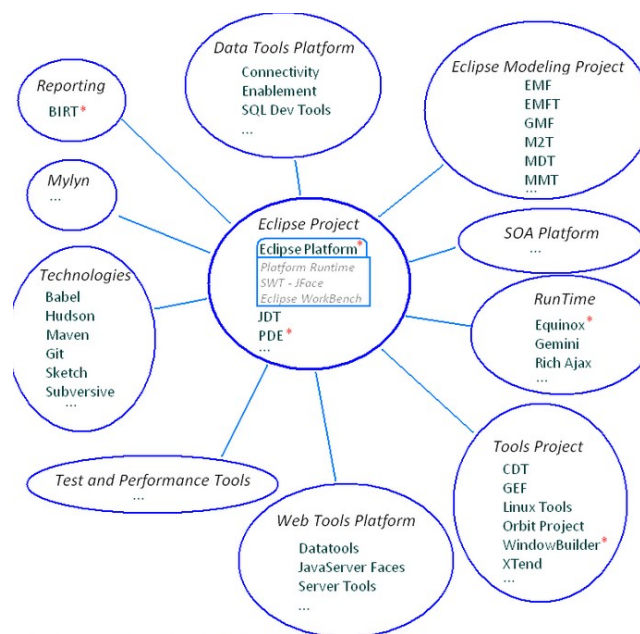 Data Tools Platform
Connectivity
Enablement
SQL Dev Tools
...
Reporting
BIRT*
Eclipse Modeling Project
EMF
EMFT
GMF
M2T
MDT
MMT
...
Mylyn
...
Eclipse Project
Eclipse Platform*
Platform Runtime
SWT - JFace
Eclipse WorkBench
JDT
PDE*
...
SOA Platform
...
Technologies
Babel
Hudson
Maven
Git
Sketch
Subversive
...
RunTime
Equinox*
Gemini
Rich Ajax
...
Test and Performance Tools
...
Web Tools Platform
Datatools
JavaServer Faces
Server Tools
...
Tools Project
CDT
GEF
Linux Tools
Orbit Project
WindowBuilder*
XTend
...